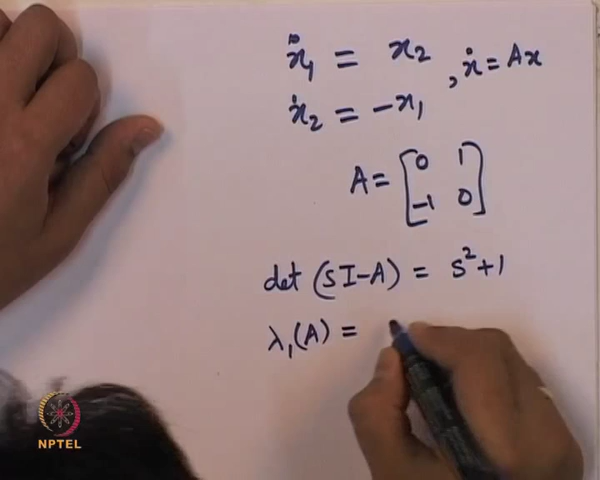 ẋ₁ = x₂
, ẋ = Ax
ẋ₂ = -x₁
A = [0 1
-1 0]
det (SI-A) = s²+1
λ₁(A) =
NPTEL